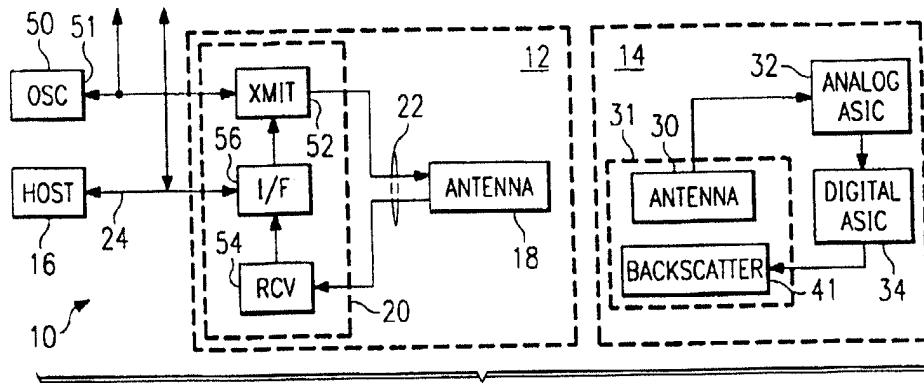 50
51
OSC
HOST
16
24
10
56
XMIT
52
I/F
54
RCV
20
22
12
ANTENNA
18
14
31
30
ANTENNA
BACKSCATTER
41
32
ANALOG
ASIC
DIGITAL
ASIC
34